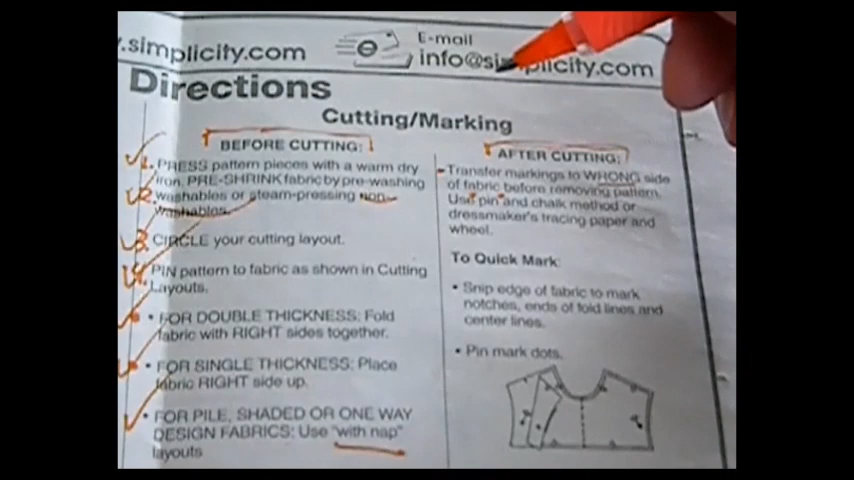 .simplicity.com
E-mail
info@simplicity.com
Directions
Cutting/Marking
BEFORE CUTTING:
1. PRESS pattern pieces with a warm dry
iron. PRE-SHRINK fabric by pre-washing
2. washables or steam-pressing non-
washables.
3. CIRCLE your cutting layout.
4. PIN pattern to fabric as shown in Cutting
Layouts.
• FOR DOUBLE THICKNESS: Fold
fabric with RIGHT sides together.
• FOR SINGLE THICKNESS: Place
fabric RIGHT side up.
• FOR PILE, SHADED OR ONE WAY
DESIGN FABRICS: Use "with nap"
layouts
AFTER CUTTING:
Transfer markings to WRONG side
of fabric before removing pattern.
Use pin and chalk method or
dressmaker's tracing paper and
wheel.
To Quick Mark:
• Snip edge of fabric to mark
notches, ends of fold lines and
center lines.
• Pin mark dots.